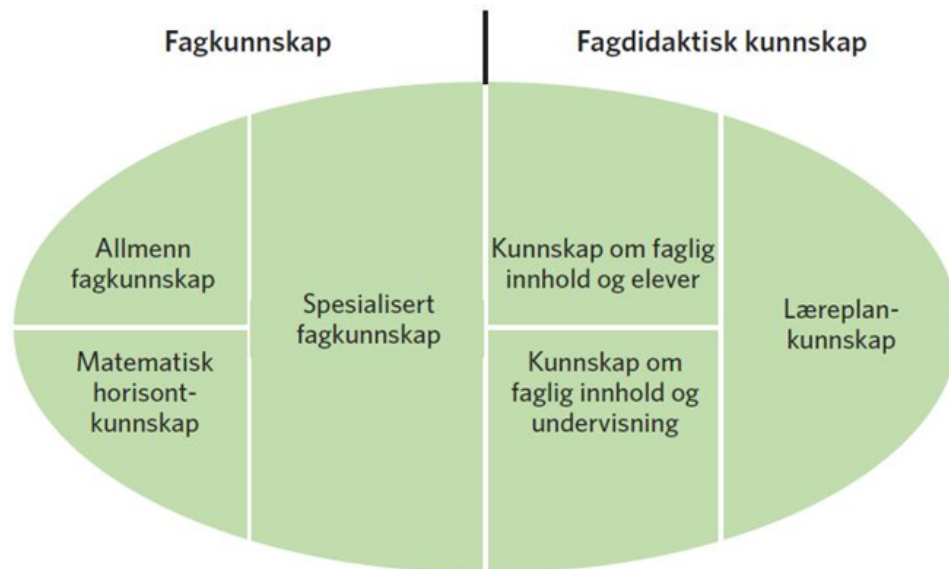 Fagkunnskap
Fagdidaktisk kunnskap
Allmenn
fagkunnskap
Matematisk
horisont-
kunnskap
Spesialisert
fagkunnskap
Kunnskap om faglig
innhold og elever
Kunnskap om
faglig innhold og
undervisning
Læreplan-
kunnskap